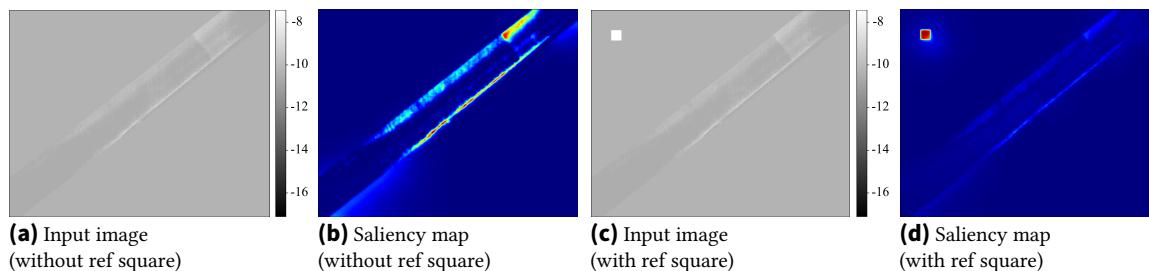 -8
-10
-12
-14
-16
-8
-10
-12
-14
-16
(a) Input image
(without ref square)
(b) Saliency map
(without ref square)
(c) Input image
(with ref square)
(d) Saliency map
(with ref square)